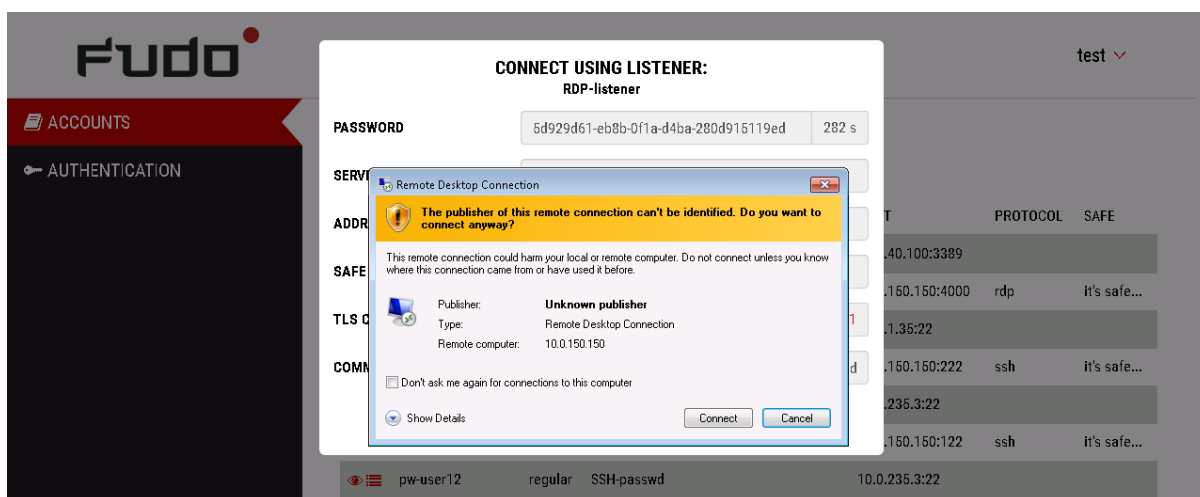 Fudo
test
ACCOUNTS
AUTHENTICATION
CONNECT USING LISTENER:
RDP-listener
PASSWORD 5d929d61-eb8b-0f1a-d4ba-280d915119ed 282 s
SERVI
ADDR
SAFE
TLS C 1
COMM d
Remote Desktop Connection
The publisher of this remote connection can't be identified. Do you want to
connect anyway?
This remote connection could harm your local or remote computer. Do not connect unless you know
where this connection came from or have used it before.
Publisher: Unknown publisher
Type: Remote Desktop Connection
Remote computer: 10.0.150.150
Don't ask me again for connections to this computer
Show Details Connect Cancel
T PROTOCOL SAFE
.40.100:3389
.150.150:4000 rdp it's safe...
.1.35:22
.150.150:222 ssh it's safe...
.235.3:22
.150.150:122 ssh it's safe...
pw-user12 regular SSH-passwd 10.0.235.3:22